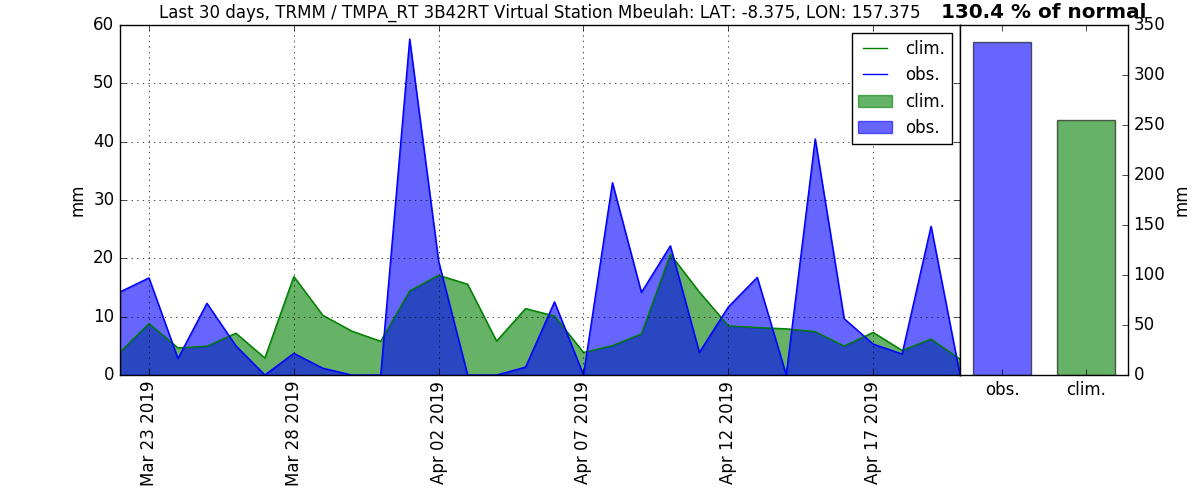 Last 30 days, TRMM / TMPA_RT 3B42RT Virtual Station Mbeulah: LAT: -8.375, LON: 157.375
130.4 % of normal
60
50
40
30
20
10
0
mm
clim.
obs.
clim.
obs.
350
300
250
200
150
100
50
0
mm
Mar 23 2019
Mar 28 2019
Apr 02 2019
Apr 07 2019
Apr 12 2019
Apr 17 2019
obs.
clim.